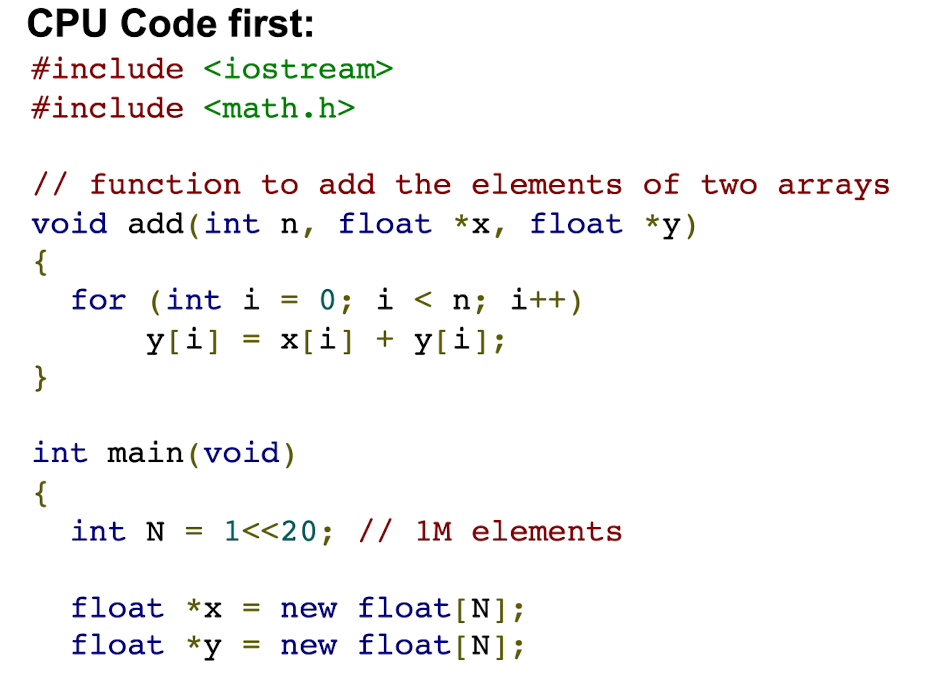 CPU Code first:
#include <iostream>
#include <math.h>
// function to add the elements of two arrays
void add(int n, float *x, float *y)
{
  for (int i = 0; i < n; i++)
      y[i] = x[i] + y[i];
}
int main(void)
{
  int N = 1<<20; // 1M elements
  float *x = new float[N];
  float *y = new float[N];